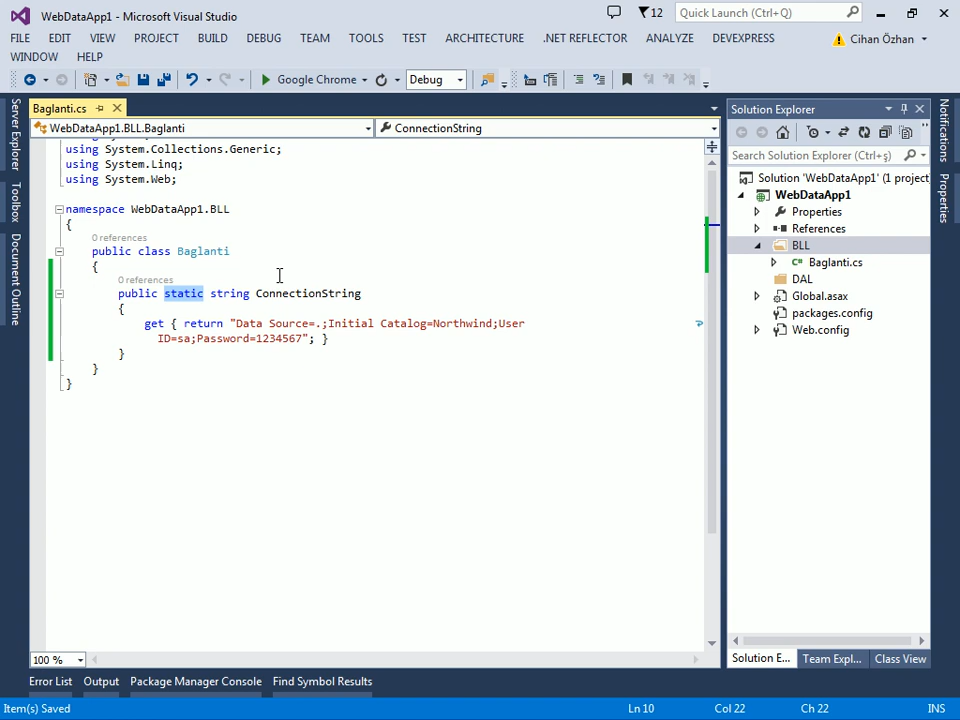 WebDataApp1 - Microsoft Visual Studio
12
Quick Launch (Ctrl+Q)
FILE EDIT VIEW PROJECT BUILD DEBUG TEAM TOOLS TEST ARCHITECTURE .NET REFLECTOR ANALYZE DEVEXPRESS
Cihan Özhan
WINDOW HELP
Google Chrome
Debug
Server Explorer
Toolbox
Document Outline
Baglanti.cs
WebDataApp1.BLL.Baglanti
ConnectionString
using System.Collections.Generic;
using System.Linq;
using System.Web;
namespace WebDataApp1.BLL
{
0 references
public class Baglanti
{
0 references
public static string ConnectionString
{
get { return "Data Source=.;Initial Catalog=Northwind;User
ID=sa;Password=1234567"; }
}
}
}
100 %
Solution Explorer
Search Solution Explorer (Ctrl+ş)
Solution 'WebDataApp1' (1 project
WebDataApp1
Properties
References
BLL
Baglanti.cs
DAL
Global.asax
packages.config
Web.config
Solution E...
Team Expl...
Class View
Notifications
Properties
Error List
Output
Package Manager Console
Find Symbol Results
Item(s) Saved
Ln 10
Col 22
Ch 22
INS